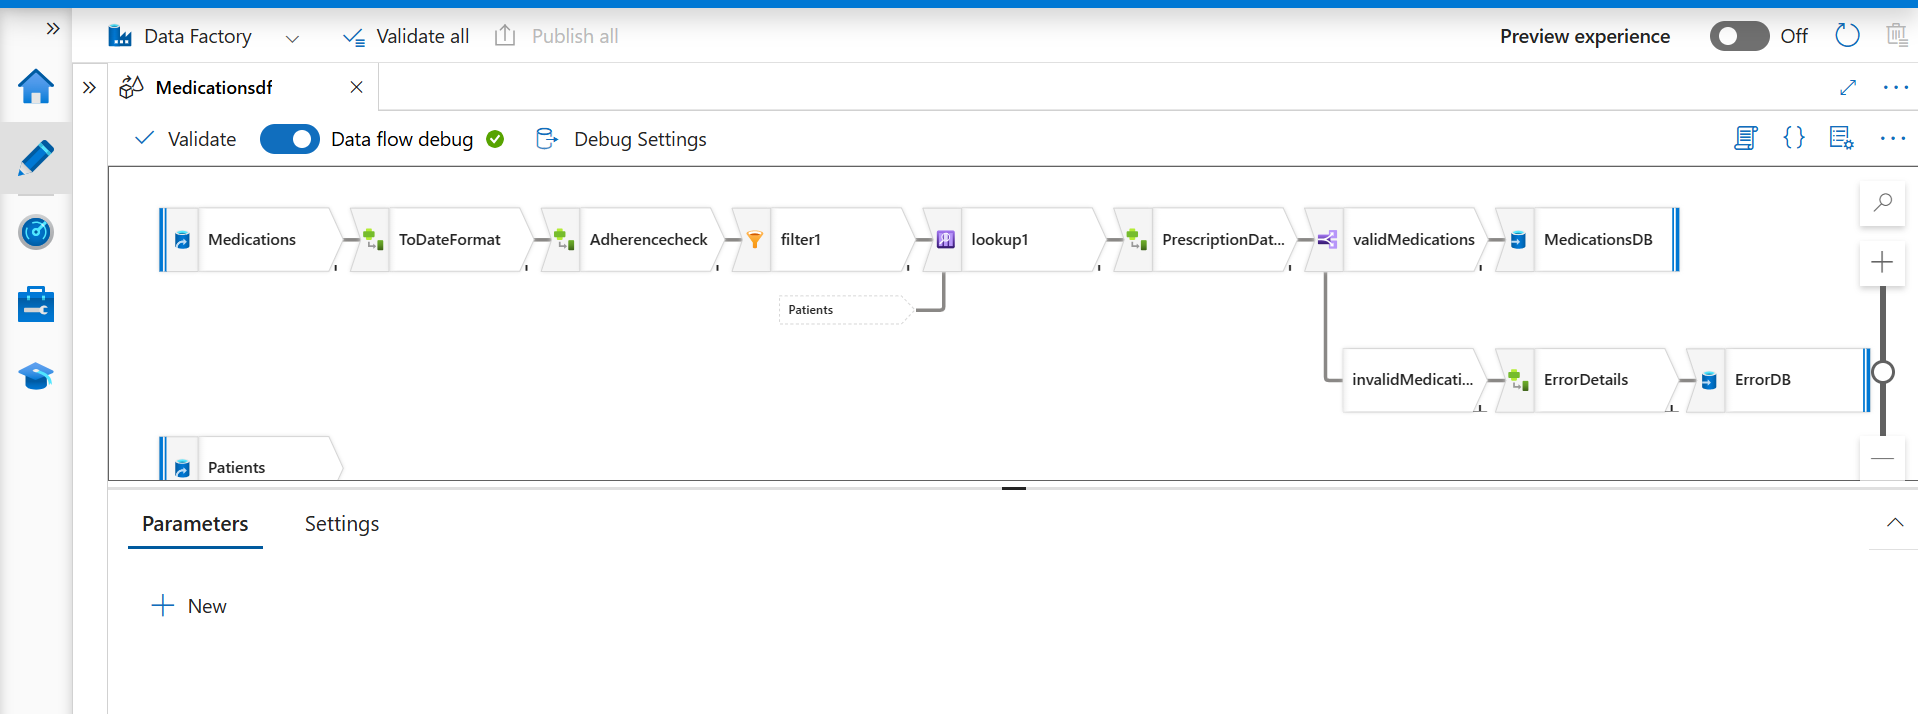 Data Factory Validate all Publish all Preview experience Off
Medicationsdf
Validate Data flow debug Debug Settings
Medications ToDateFormat Adherencecheck filter1 lookup1 PrescriptionDat... validMedications MedicationsDB
Patients
invalidMedicati... ErrorDetails ErrorDB
Patients
Parameters Settings
New